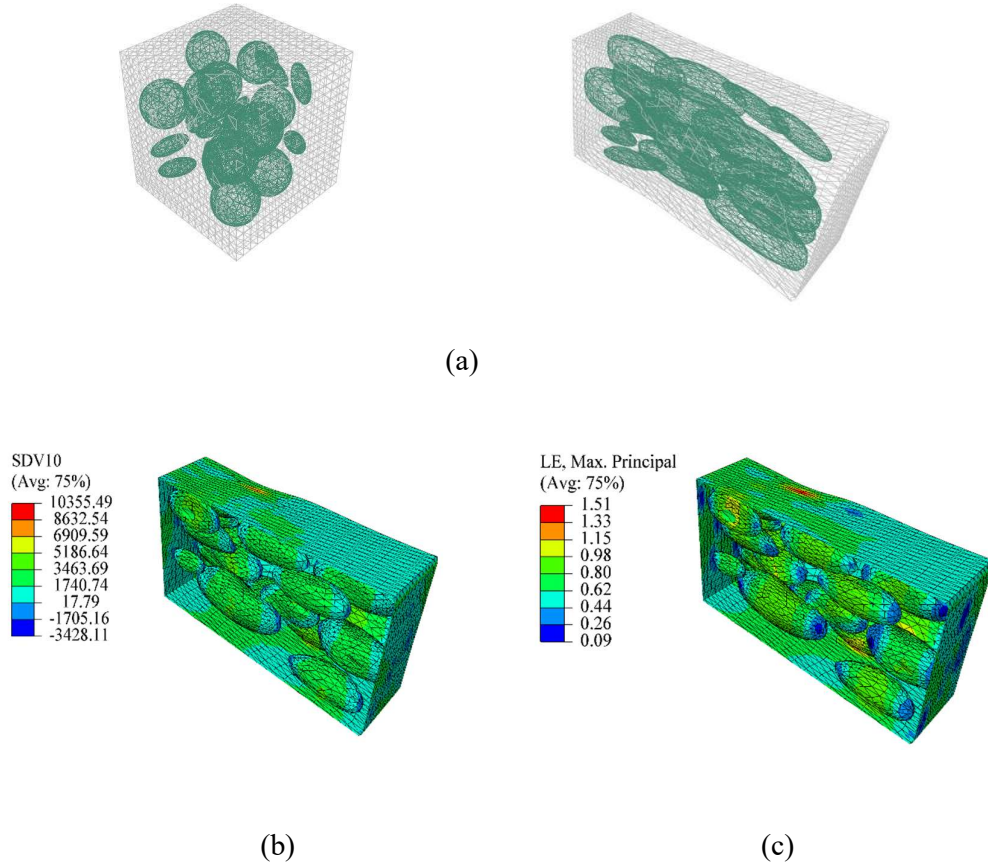 (a)
SDV10
(Avg: 75%)
10355.49
8632.54
6909.59
5186.64
3463.69
1740.74
17.79
-1705.16
-3428.11
LE, Max. Principal
(Avg: 75%)
1.51
1.33
1.15
0.98
0.80
0.62
0.44
0.26
0.09
(b)
(c)